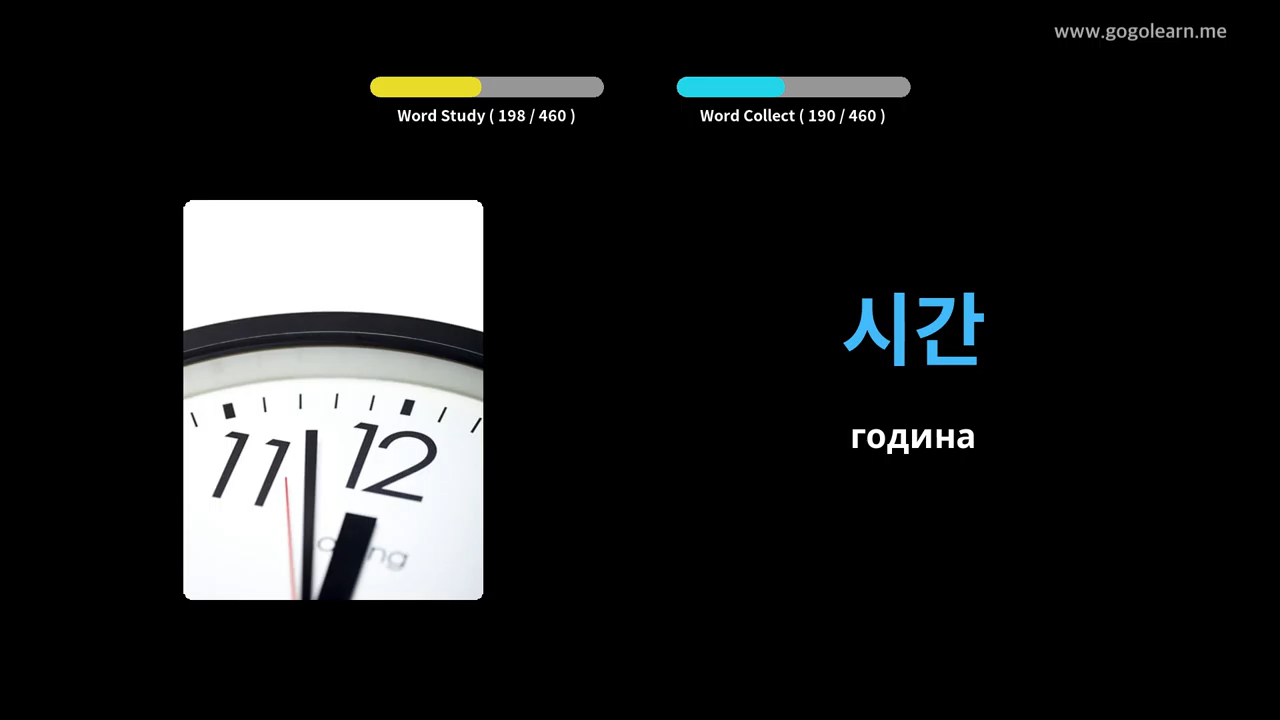 www.gogolearn.me
Word Study ( 198 / 460 )
Word Collect ( 190 / 460 )
11 12
시간
година